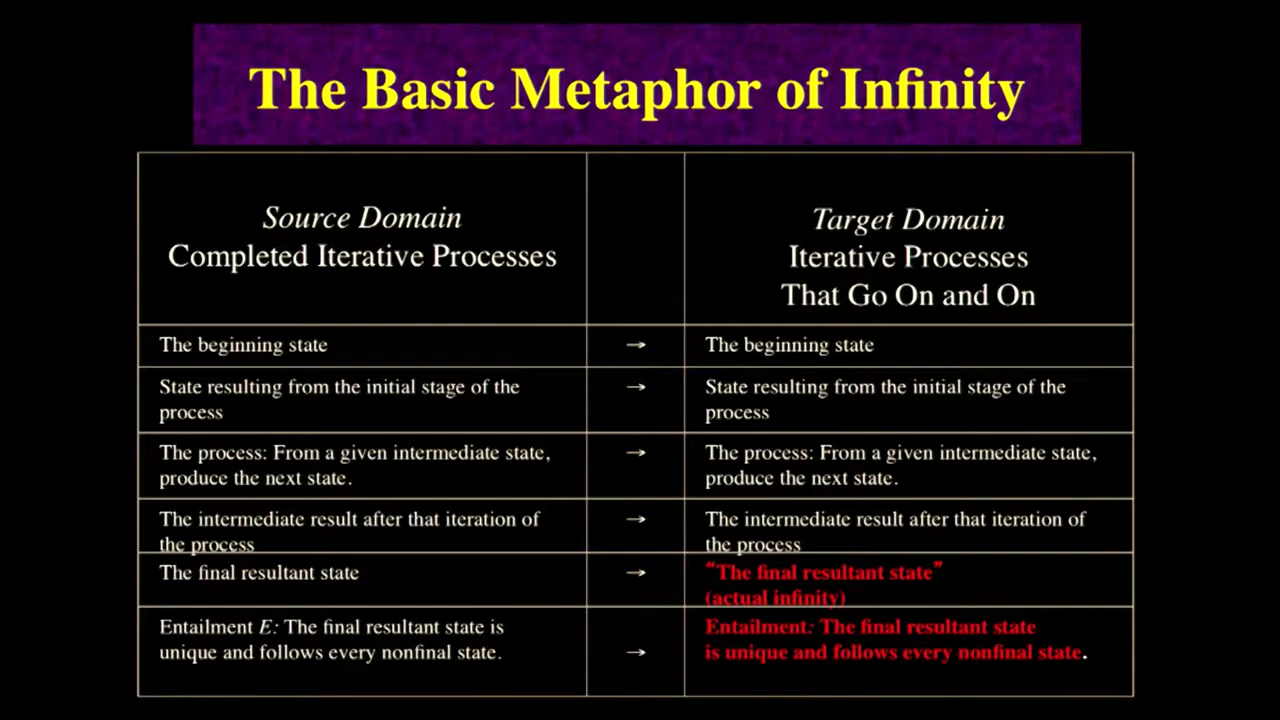 The Basic Metaphor of Infinity
Source Domain
Completed Iterative Processes
Target Domain
Iterative Processes
That Go On and On
The beginning state
→
The beginning state
State resulting from the initial stage of the
process
→
State resulting from the initial stage of the
process
The process: From a given intermediate state,
produce the next state.
→
The process: From a given intermediate state,
produce the next state.
The intermediate result after that iteration of
the process
→
The intermediate result after that iteration of
the process
The final resultant state
→
“The final resultant state”
(actual infinity)
Entailment E: The final resultant state is
unique and follows every nonfinal state.
→
Entailment: The final resultant state
is unique and follows every nonfinal state.